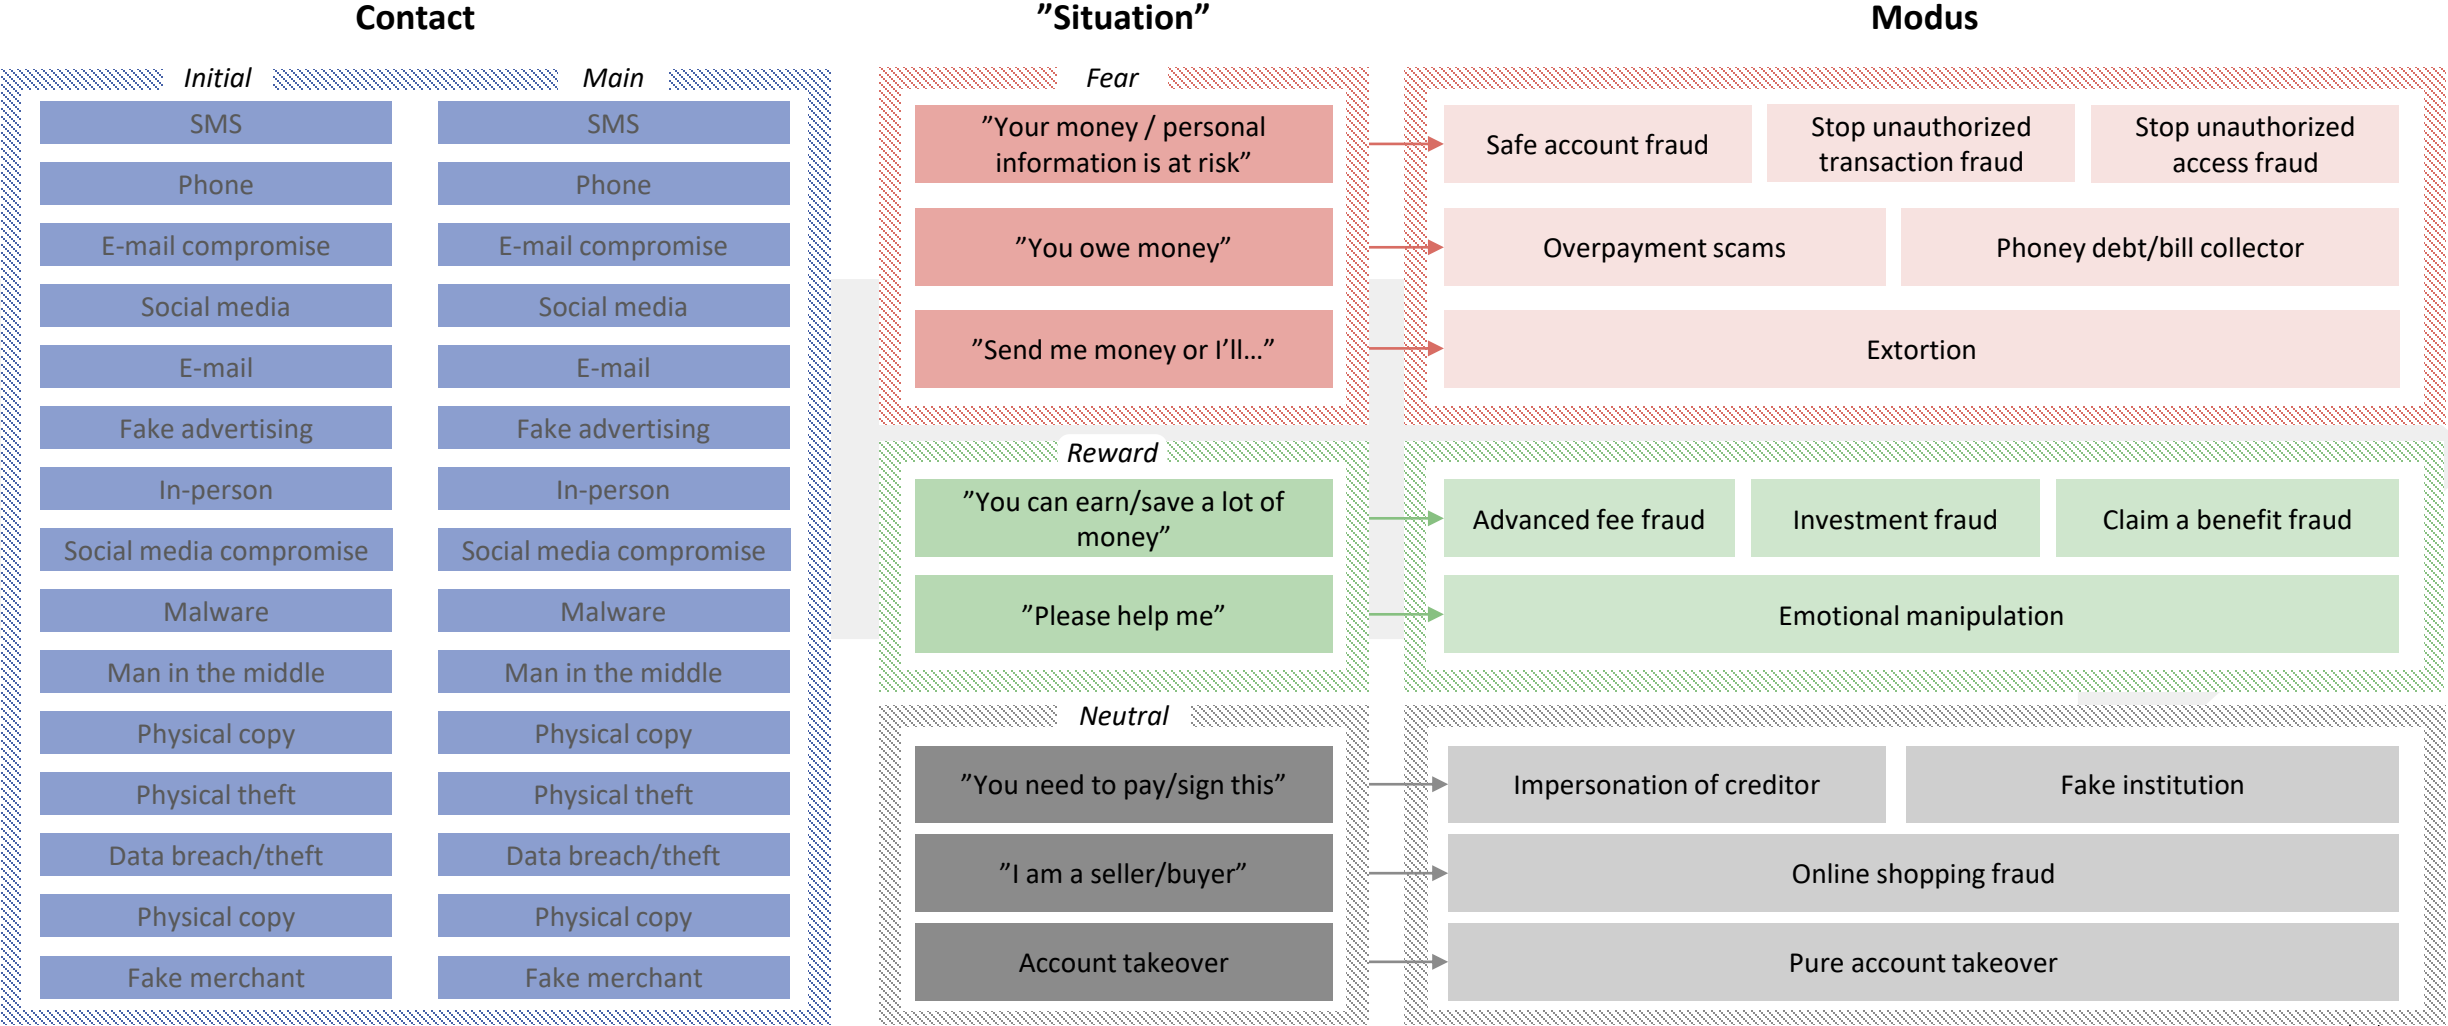 Contact
”Situation”
Modus
Initial
Main
SMS
SMS
Phone
Phone
E-mail compromise
E-mail compromise
Social media
Social media
E-mail
E-mail
Fake advertising
Fake advertising
In-person
In-person
Social media compromise
Social media compromise
Malware
Malware
Man in the middle
Man in the middle
Physical copy
Physical copy
Physical theft
Physical theft
Data breach/theft
Data breach/theft
Physical copy
Physical copy
Fake merchant
Fake merchant
Fear
”Your money / personal
information is at risk”
Safe account fraud
Stop unauthorized
transaction fraud
Stop unauthorized
access fraud
”You owe money”
Overpayment scams
Phoney debt/bill collector
”Send me money or I’ll…”
Extortion
Reward
”You can earn/save a lot of
money”
Advanced fee fraud
Investment fraud
Claim a benefit fraud
”Please help me”
Emotional manipulation
Neutral
”You need to pay/sign this”
Impersonation of creditor
Fake institution
”I am a seller/buyer”
Online shopping fraud
Account takeover
Pure account takeover